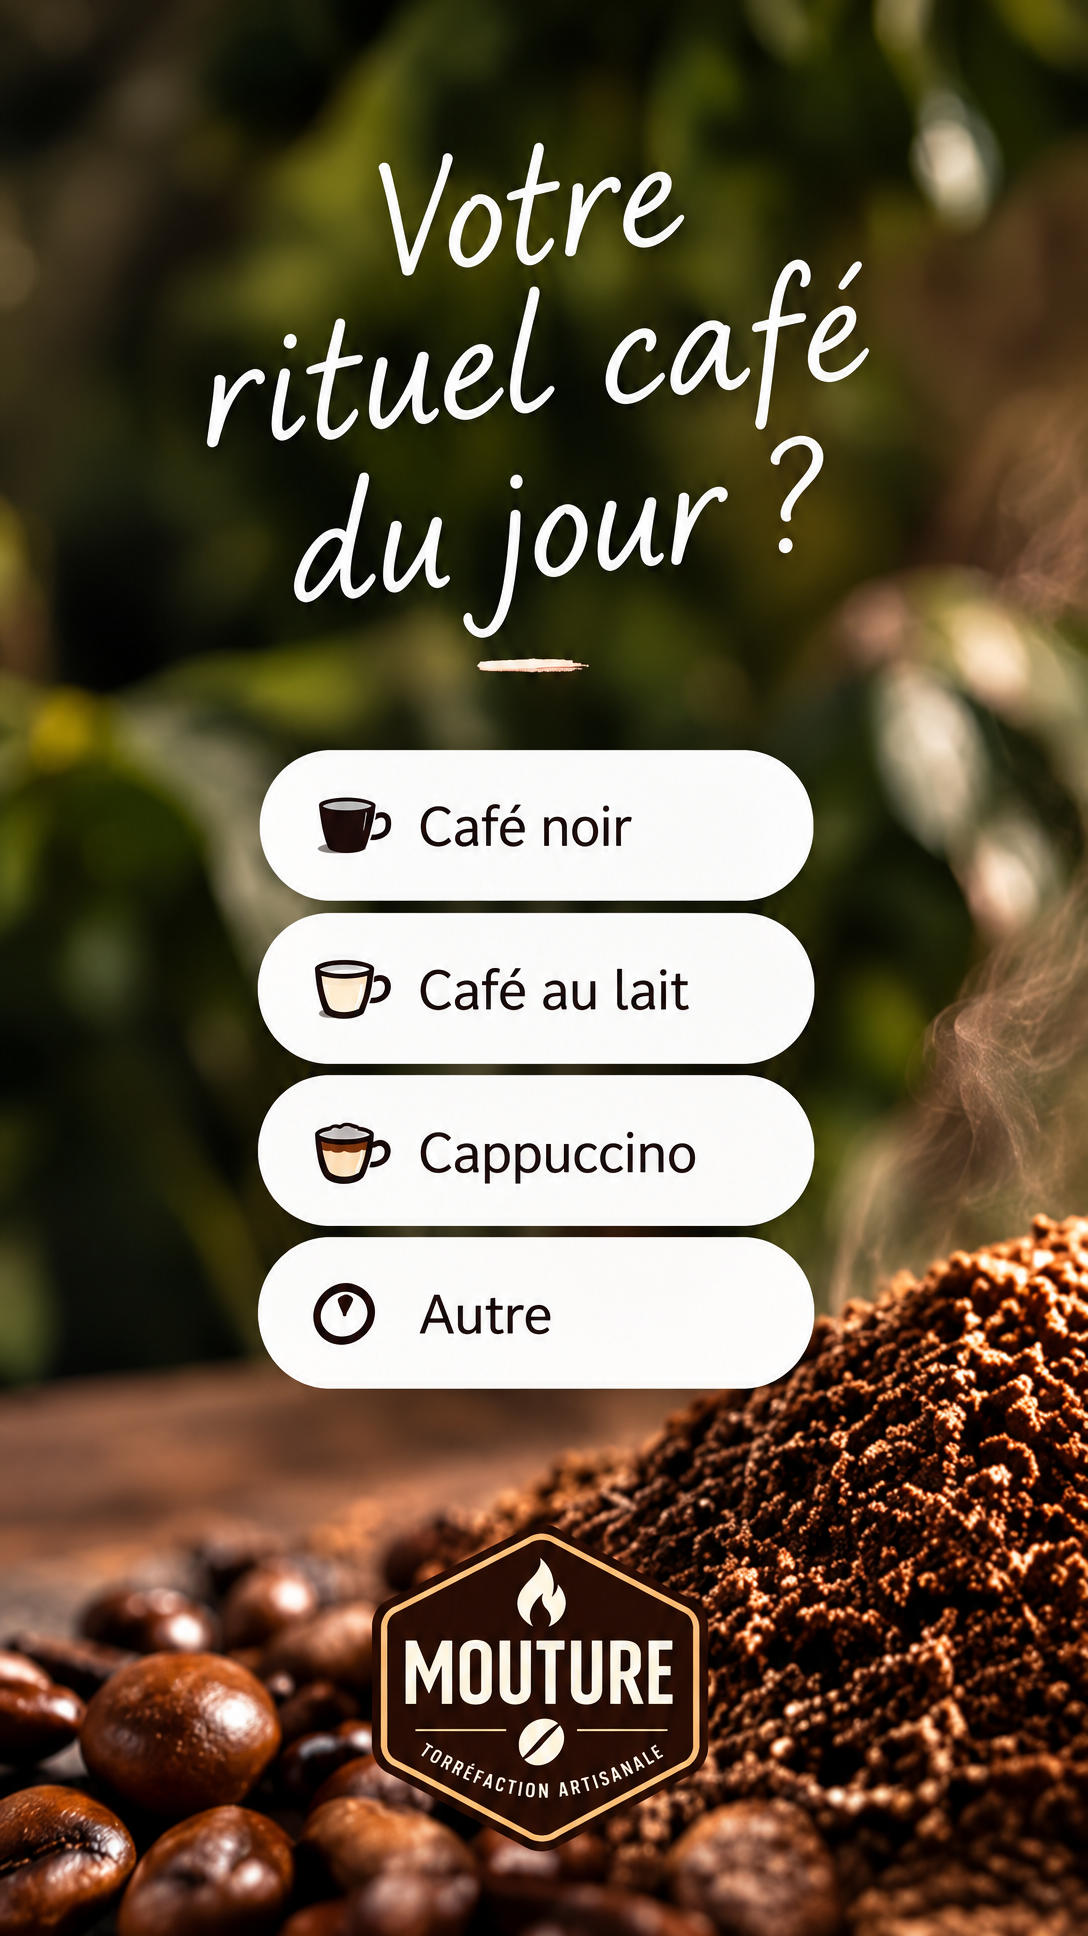 Votre
rituel café
du jour ?
Café noir
Café au lait
Cappuccino
Autre
MOUTURE
TORRÉFACTION ARTISANALE